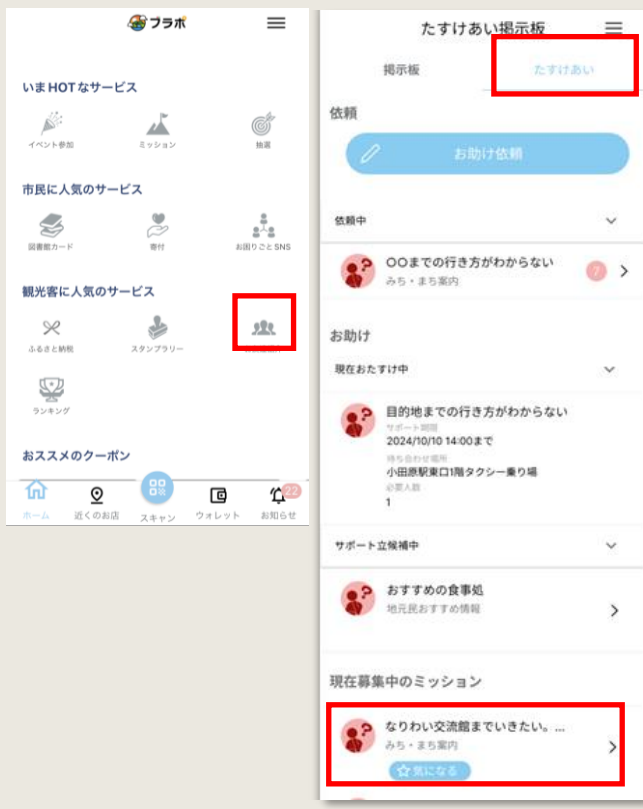 プラポ
いまHOTなサービス
イベント参加
ミッション
抽選
市民に人気のサービス
図書館カード
寄付
お困りごとSNS
観光客に人気のサービス
ふるさと納税
スタンプラリー
ランキング
おススメのクーポン
ホーム
近くのお店
スキャン
ウォレット
22
お知らせ
たすけあい掲示板
掲示板
たすけあい
依頼
お助け依頼
依頼中
〇〇までの行き方がわからない
みち・まち案内
7
お助け
現在おたすけ中
目的地までの行き方がわからない
サポート期間
2024/10/10 14:00まで
待ち合わせ場所
小田原駅東口1階タクシー乗り場
必要人数
1
サポート立候補中
おすすめの食事処
地元民おすすめ情報
現在募集中のミッション
なりわい交流館までいきたい。...
みち・まち案内
気になる